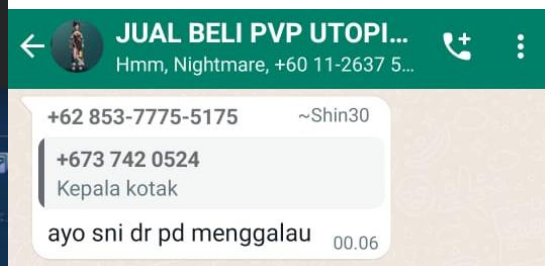 JUAL BELI PVP UTOPI...
Hmm, Nightmare, +60 11-2637 5...
+62 853-7775-5175 ~Shin30
+673 742 0524
Kepala kotak
ayo sni dr pd menggalau 00.06